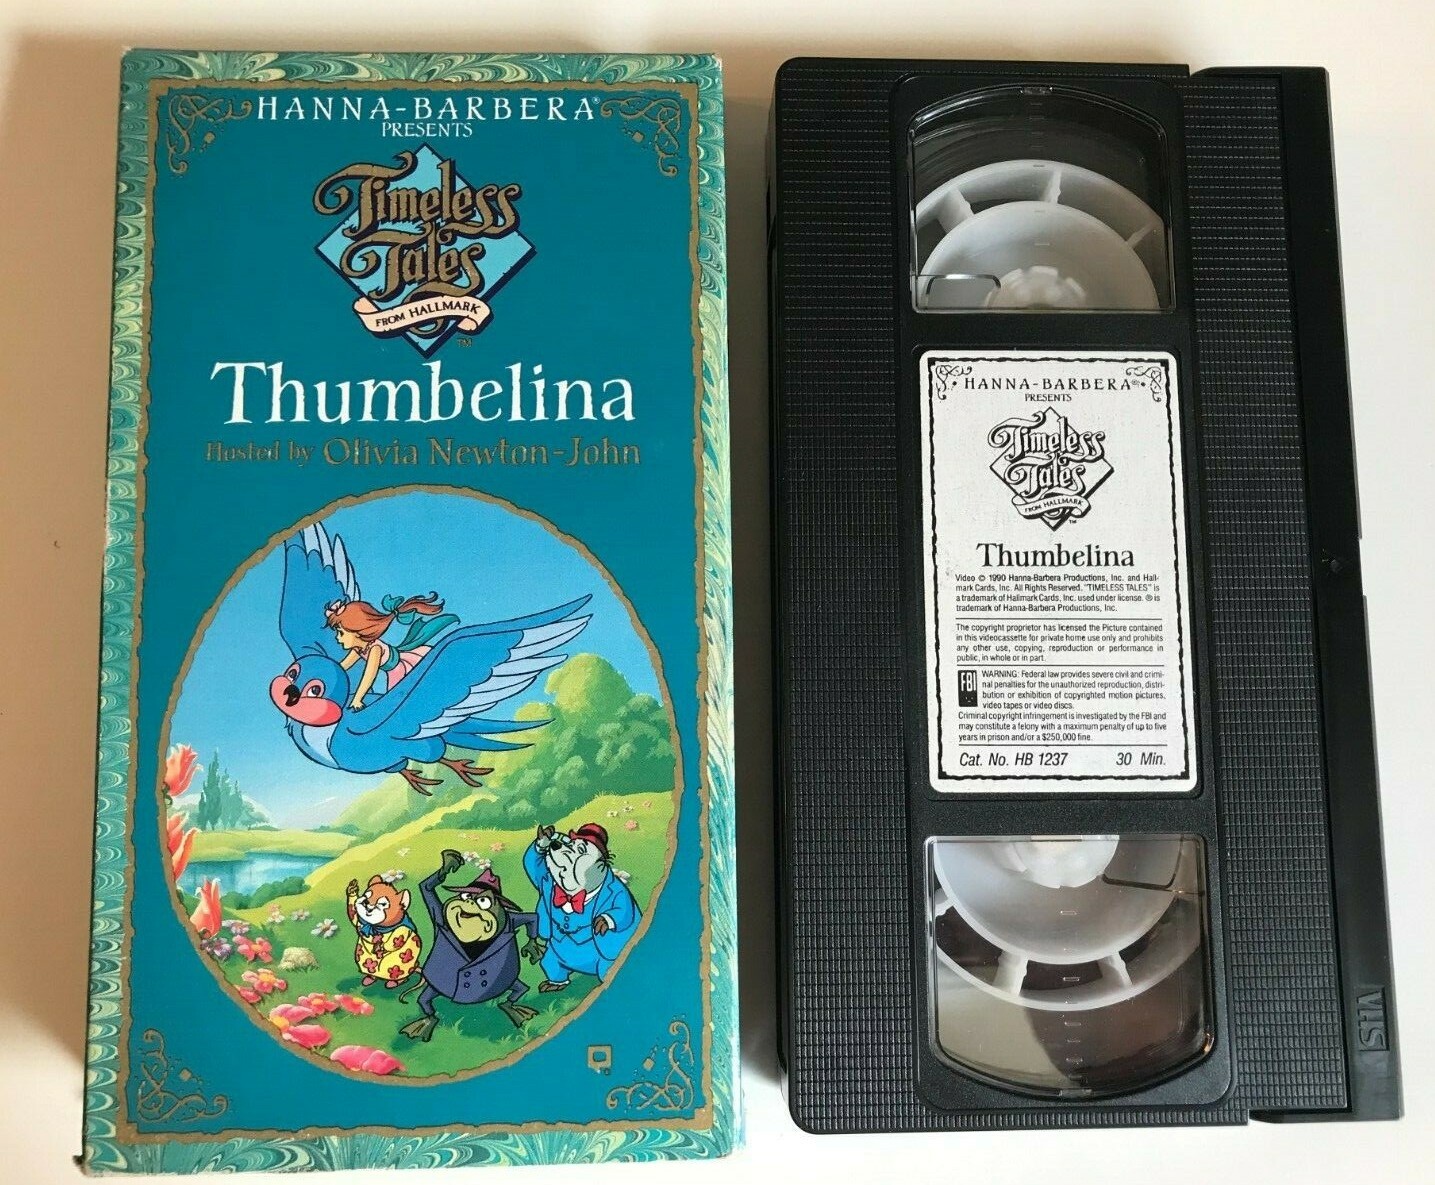 HANNA-BARBERA®
PRESENTS
Timeless
Tales
FROM HALLMARK
™
Thumbelina
Hosted by Olivia Newton-John
• HANNA-BARBERA® •
PRESENTS
Timeless
Tales
FROM HALLMARK
™
Thumbelina
Video © 1990 Hanna-Barbera Productions, Inc. and Hall-
mark Cards, Inc. All Rights Reserved. "TIMELESS TALES" is
a trademark of Hallmark Cards, Inc. used under license. ® is
trademark of Hanna-Barbera Productions, Inc.
The copyright proprietor has licensed the Picture contained
in this videocassette for private home use only and prohibits
any other use, copying, reproduction or performance in
public, in whole or in part.
FBI
WARNING: Federal law provides severe civil and crimi-
nal penalties for the unauthorized reproduction, distri-
bution or exhibition of copyrighted motion pictures,
video tapes or video discs.
Criminal copyright infringement is investigated by the FBI and
may constitute a felony with a maximum penalty of up to five
years in prison and/or a $250,000 fine.
Cat. No. HB 1237 30 Min.
VHS